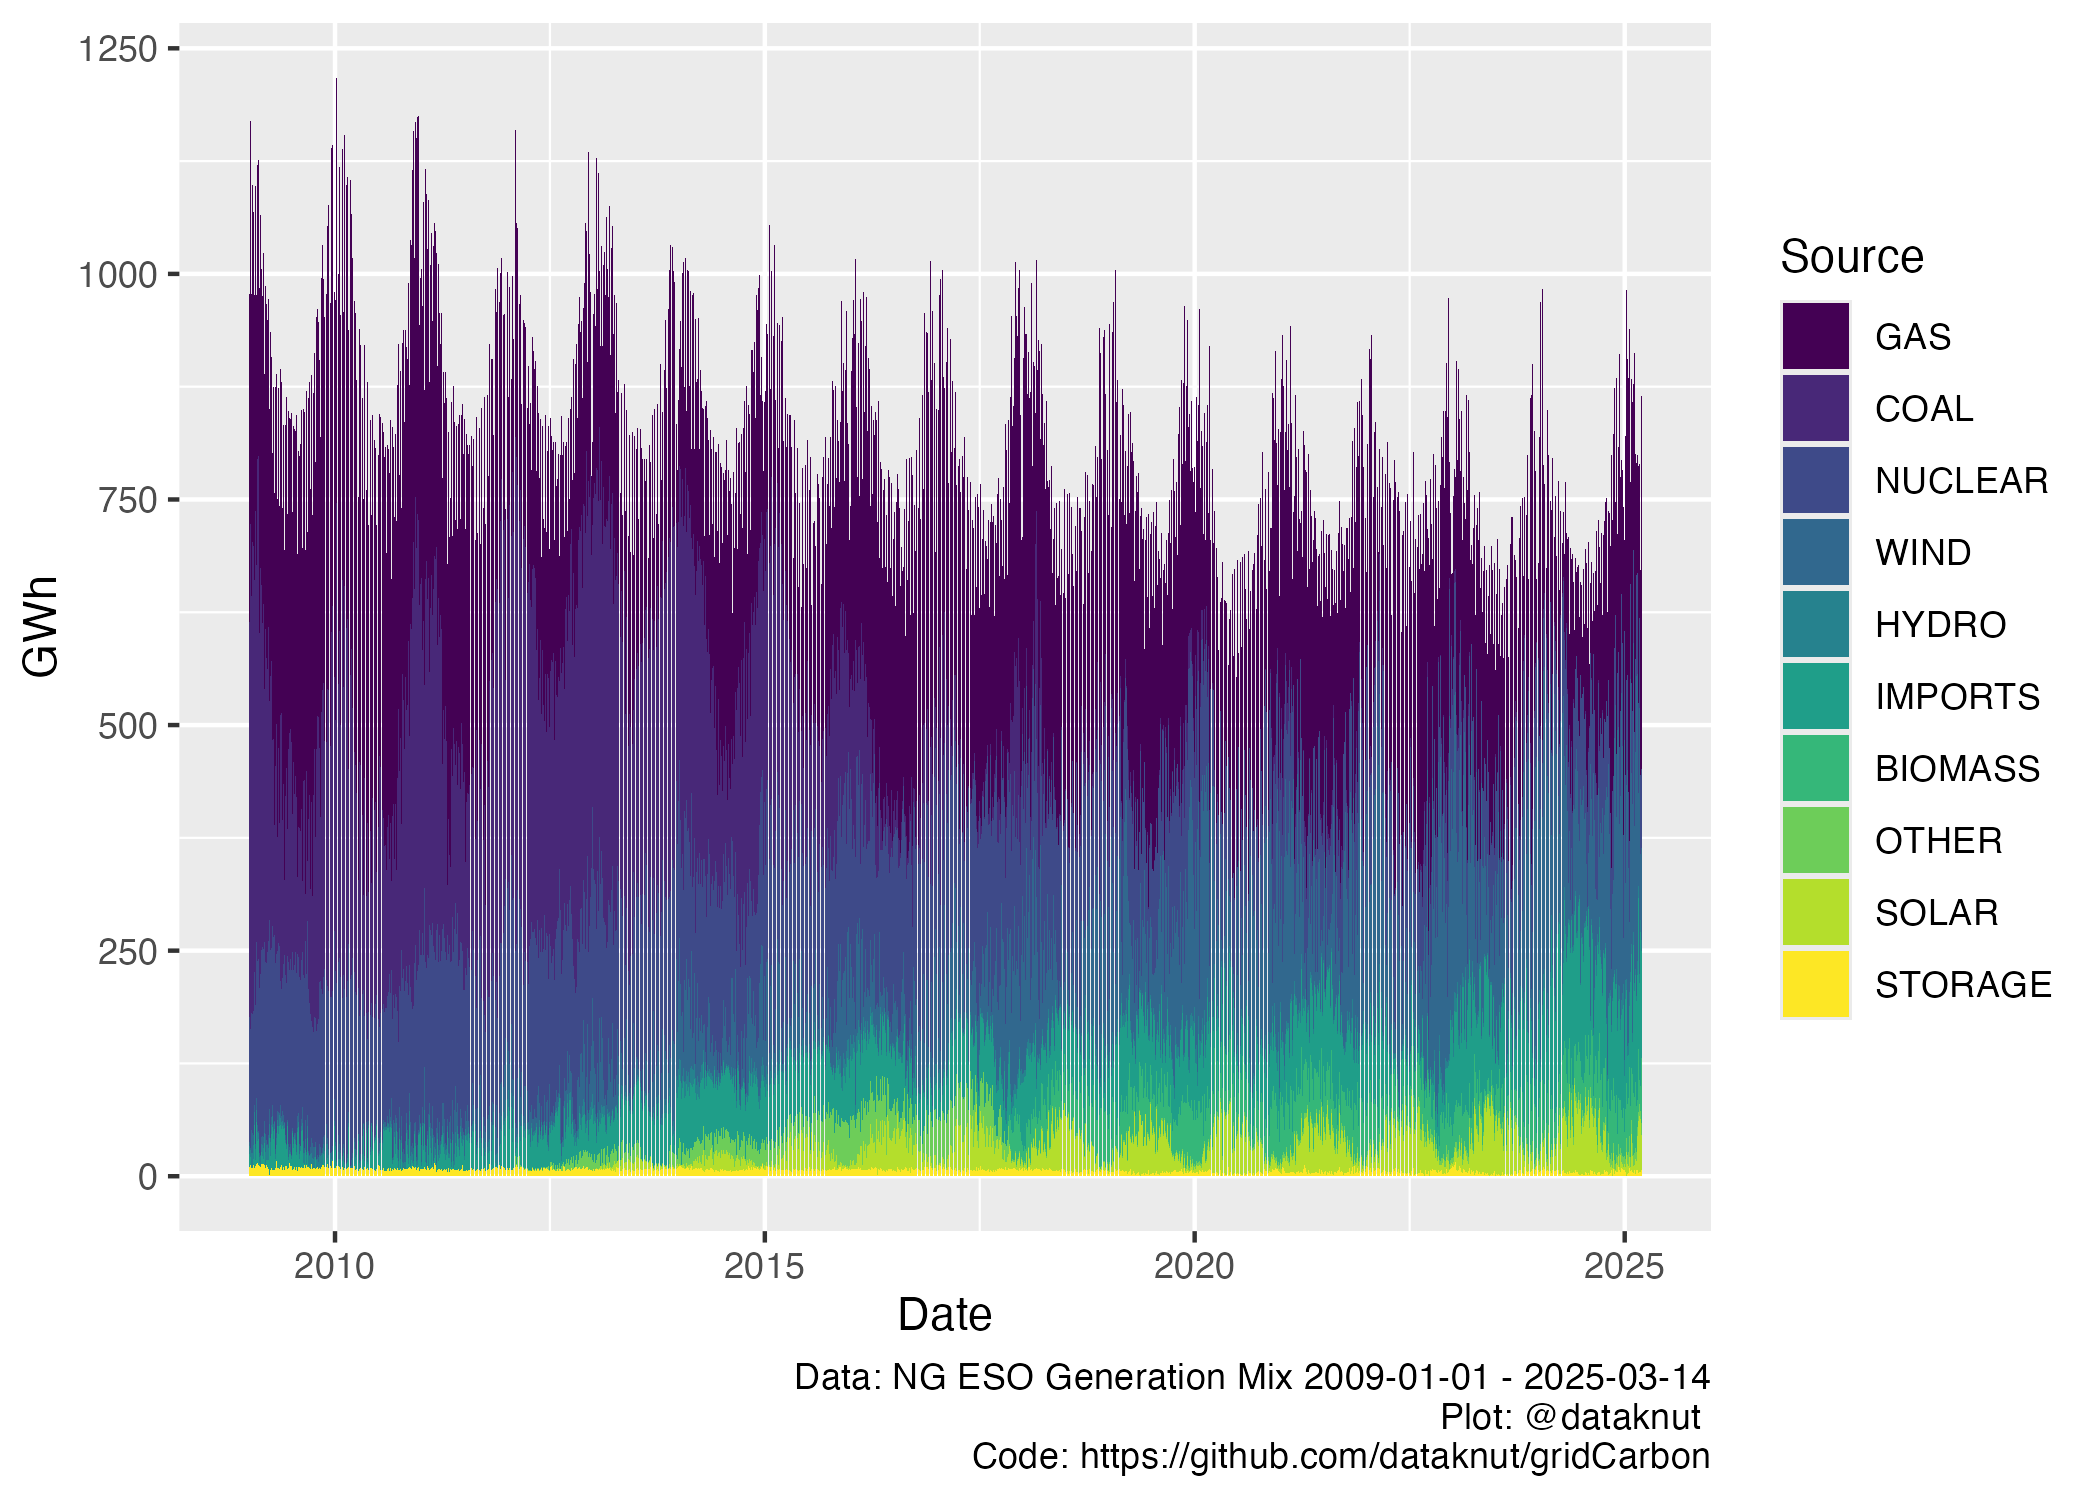 1250
1000
750
500
250
0
GWh
2010
2015
2020
2025
Date
Source
GAS
COAL
NUCLEAR
WIND
HYDRO
IMPORTS
BIOMASS
OTHER
SOLAR
STORAGE
Data: NG ESO Generation Mix 2009-01-01 - 2025-03-14
Plot: @dataknut
Code: https://github.com/dataknut/gridCarbon